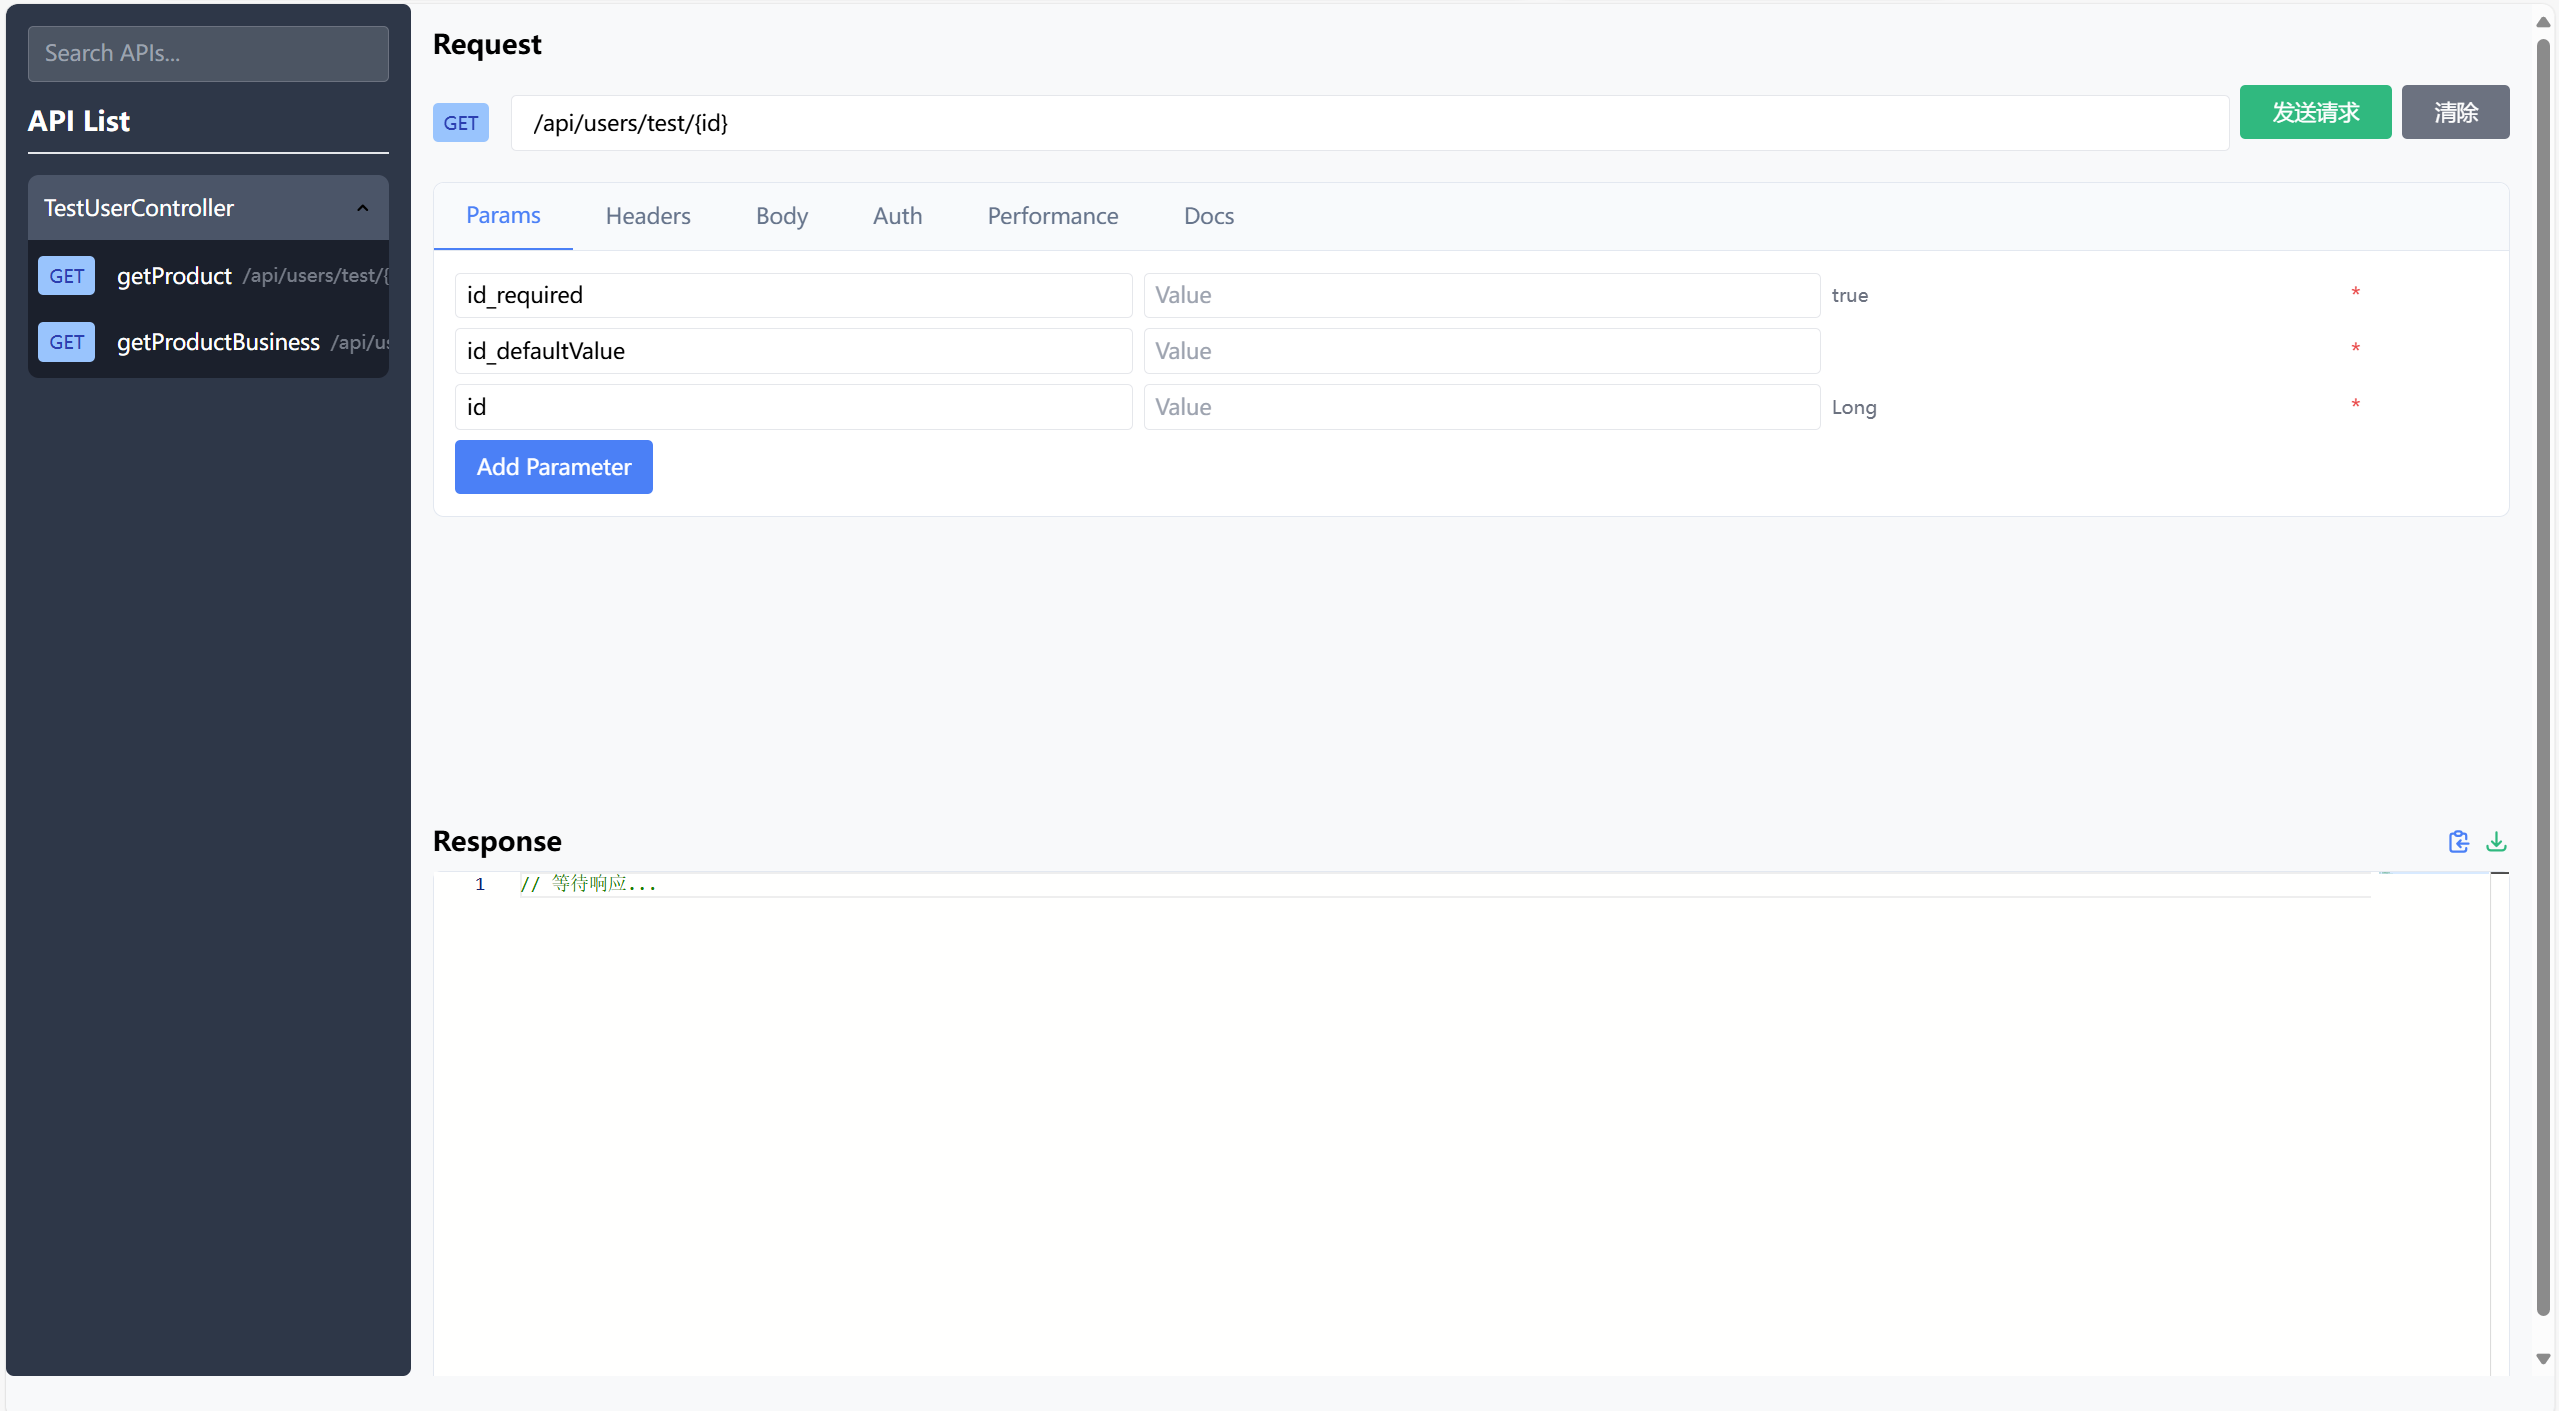 Search APIs...
API List
TestUserController
GET getProduct /api/users/test/{
GET getProductBusiness /api/us
Request
GET /api/users/test/{id} 发送请求 清除
Params Headers Body Auth Performance Docs
id_required Value true *
id_defaultValue Value *
id Value Long *
Add Parameter
Response
1 // 等待响应...